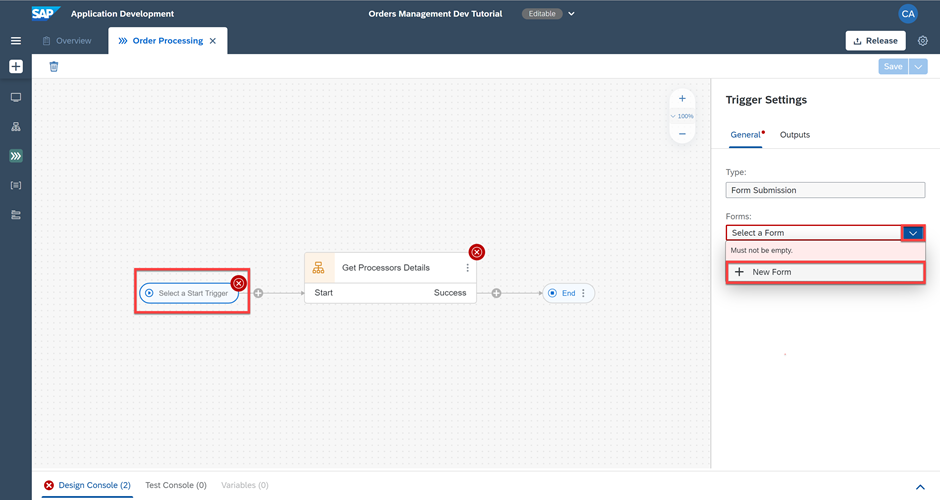 SAP Application Development
Orders Management Dev Tutorial
Editable
CA
Overview
Order Processing
Release
Save
100%
Trigger Settings
General
Outputs
Type:
Form Submission
Forms:
Select a Form
Must not be empty.
New Form
Get Processors Details
Select a Start Trigger
Start
Success
End
Design Console (2)
Test Console (0)
Variables (0)